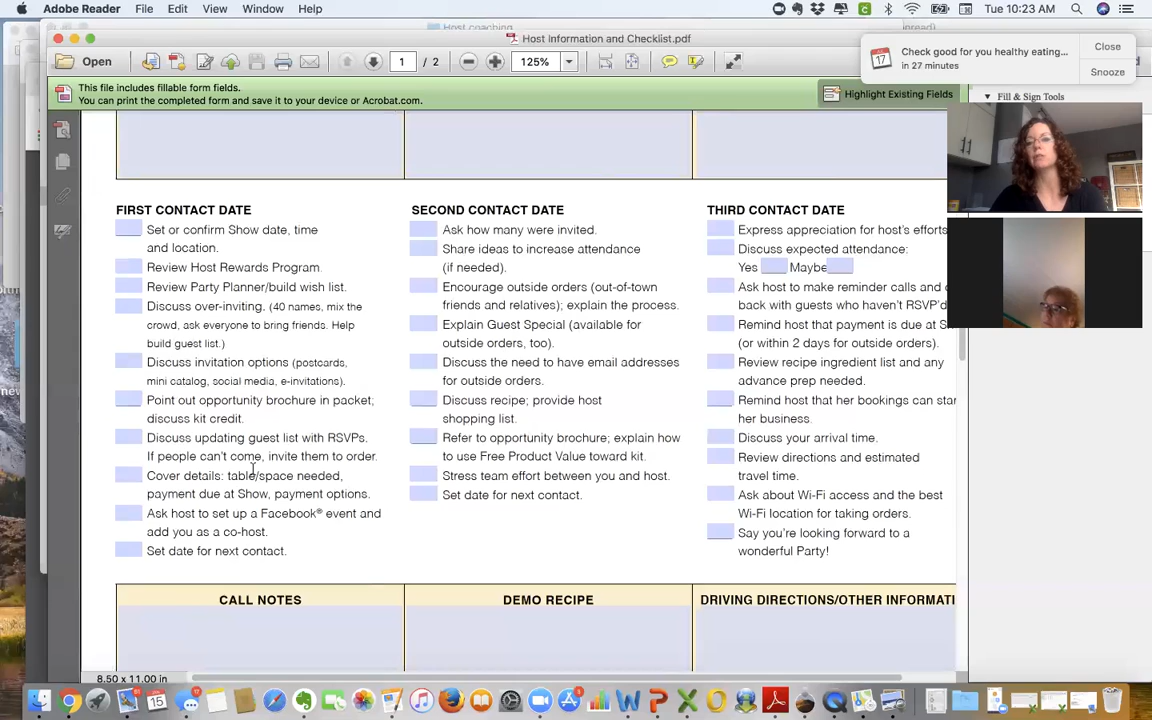 Adobe Reader File Edit View Window Help
Tue 10:23 AM
Host coaching
Host Information and Checklist.pdf
Open
1 / 2
125%
Check good for you healthy eating...
in 27 minutes
Close
Snooze
17
This file includes fillable form fields.
You can print the completed form and save it to your device or Acrobat.com.
Highlight Existing Fields
Fill & Sign Tools
FIRST CONTACT DATE
Set or confirm Show date, time
and location.
Review Host Rewards Program.
Review Party Planner/build wish list.
Discuss over-inviting. (40 names, mix the
crowd, ask everyone to bring friends. Help
build guest list.)
Discuss invitation options (postcards,
mini catalog, social media, e-invitations).
Point out opportunity brochure in packet;
discuss kit credit.
Discuss updating guest list with RSVPs.
If people can't come, invite them to order.
Cover details: table/space needed,
payment due at Show, payment options.
Ask host to set up a Facebook® event and
add you as a co-host.
Set date for next contact.
SECOND CONTACT DATE
Ask how many were invited.
Share ideas to increase attendance
(if needed).
Encourage outside orders (out-of-town
friends and relatives); explain the process.
Explain Guest Special (available for
outside orders, too).
Discuss the need to have email addresses
for outside orders.
Discuss recipe; provide host
shopping list.
Refer to opportunity brochure; explain how
to use Free Product Value toward kit.
Stress team effort between you and host.
Set date for next contact.
THIRD CONTACT DATE
Express appreciation for host's efforts
Discuss expected attendance:
Yes Maybe
Ask host to make reminder calls and
back with guests who haven't RSVP'd
Remind host that payment is due at
(or within 2 days for outside orders).
Review recipe ingredient list and any
advance prep needed.
Remind host that her bookings can
her business.
Discuss your arrival time.
Review directions and estimated
travel time.
Ask about Wi-Fi access and the best
Wi-Fi location for taking orders.
Say you're looking forward to a
wonderful Party!
CALL NOTES
DEMO RECIPE
DRIVING DIRECTIONS/OTHER
8.50 x 11.00 in